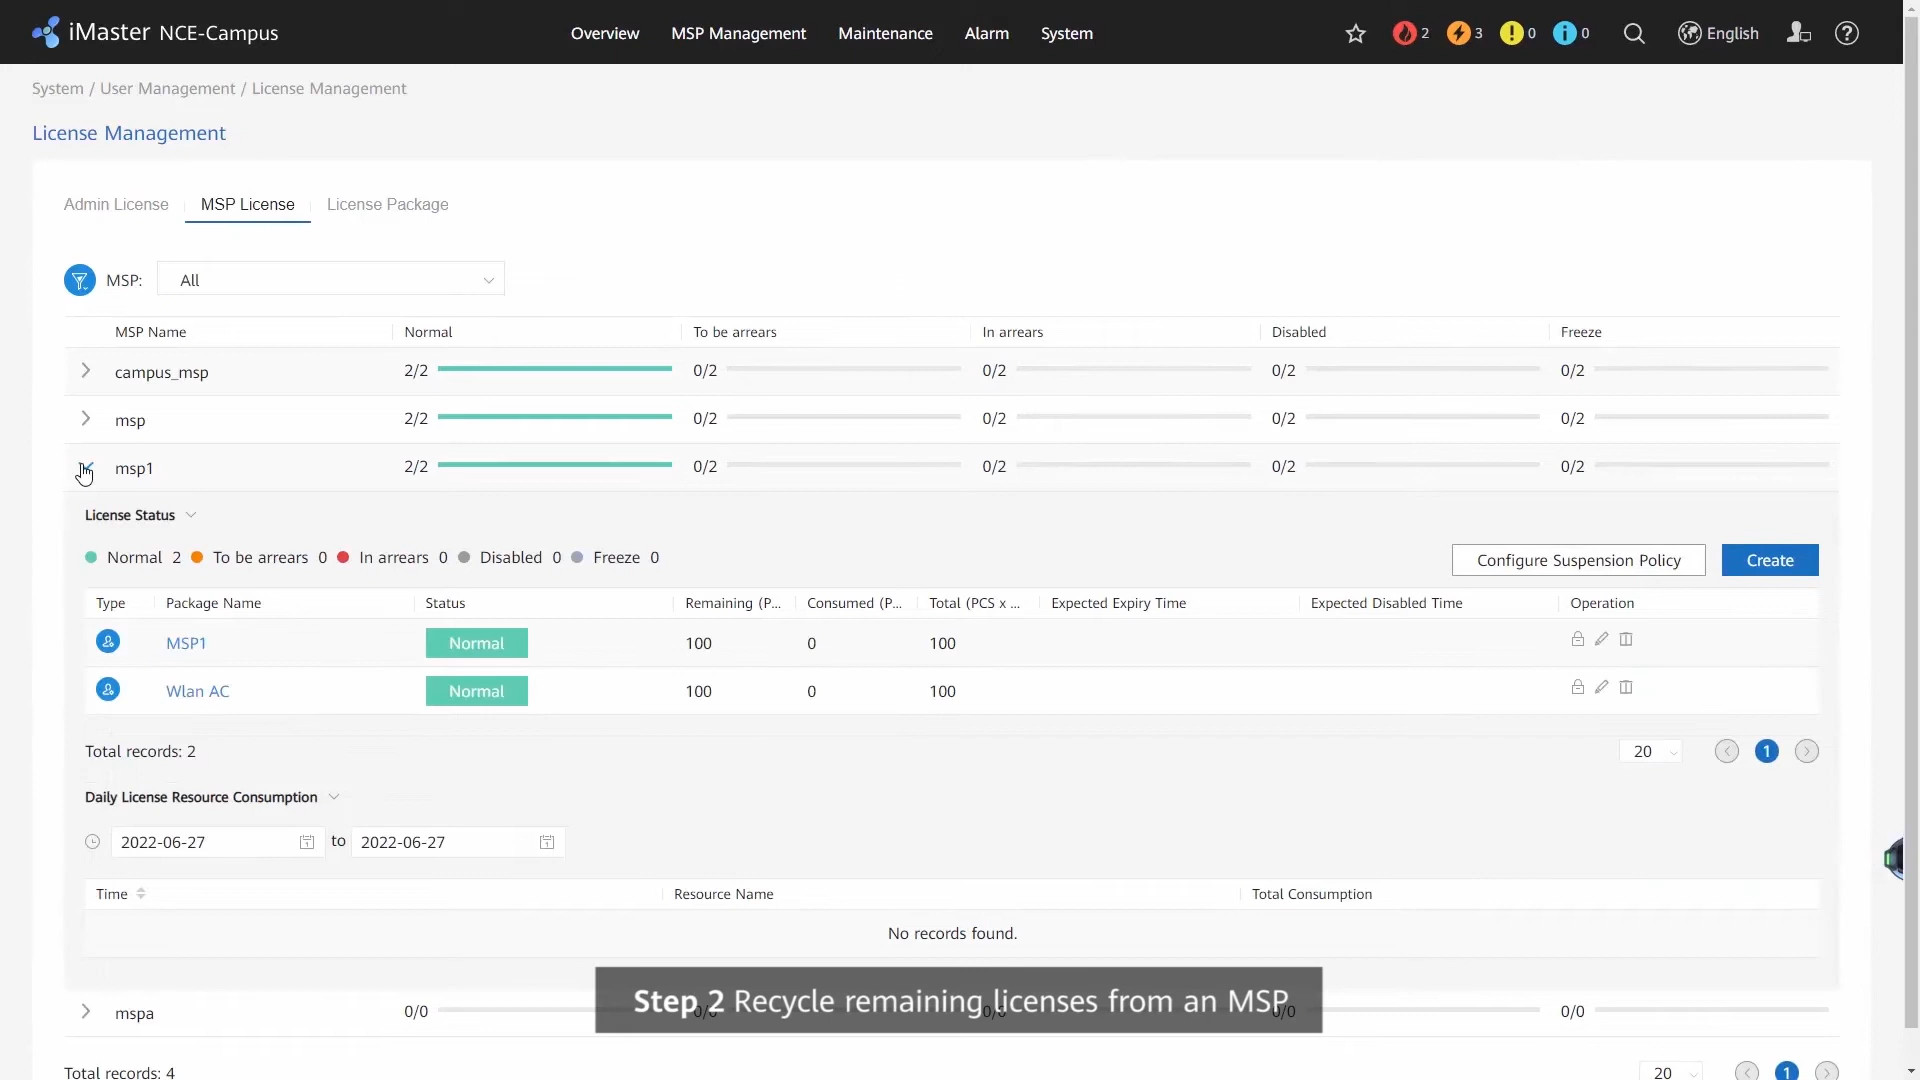 iMaster NCE-Campus
Overview MSP Management Maintenance Alarm System
2 3 0 0 English
System / User Management / License Management
License Management
Admin License MSP License License Package
MSP: All
MSP Name Normal To be arrears In arrears Disabled Freeze
campus_msp 2/2 0/2 0/2 0/2 0/2
msp 2/2 0/2 0/2 0/2 0/2
msp1 2/2 0/2 0/2 0/2 0/2
License Status
Normal 2 To be arrears 0 In arrears 0 Disabled 0 Freeze 0
Configure Suspension Policy Create
Type Package Name Status Remaining (P... Consumed (P... Total (PCS x ... Expected Expiry Time Expected Disabled Time Operation
MSP1 Normal 100 0 100
Wlan AC Normal 100 0 100
Total records: 2 20 1
Daily License Resource Consumption
2022-06-27 to 2022-06-27
Time Resource Name Total Consumption
No records found.
mspa 0/0 0/0 0/0 0/0 0/0
Step 2 Recycle remaining licenses from an MSP
Total records: 4 20 1